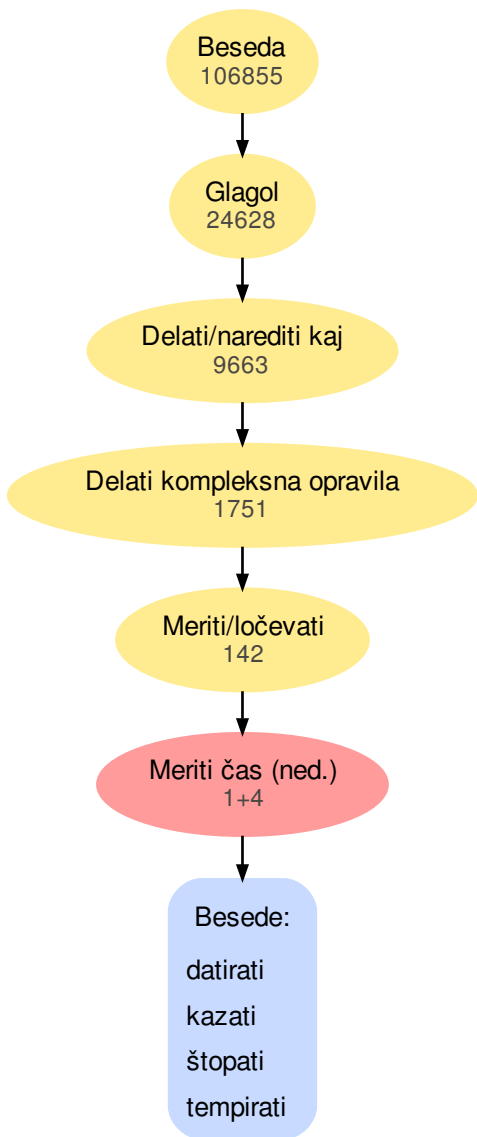 Beseda
106855
Glagol
24628
Delati/narediti kaj
9663
Delati kompleksna opravila
1751
Meriti/ločevati
142
Meriti čas (ned.)
1+4
Besede:
datirati
kazati
štopati
tempirati